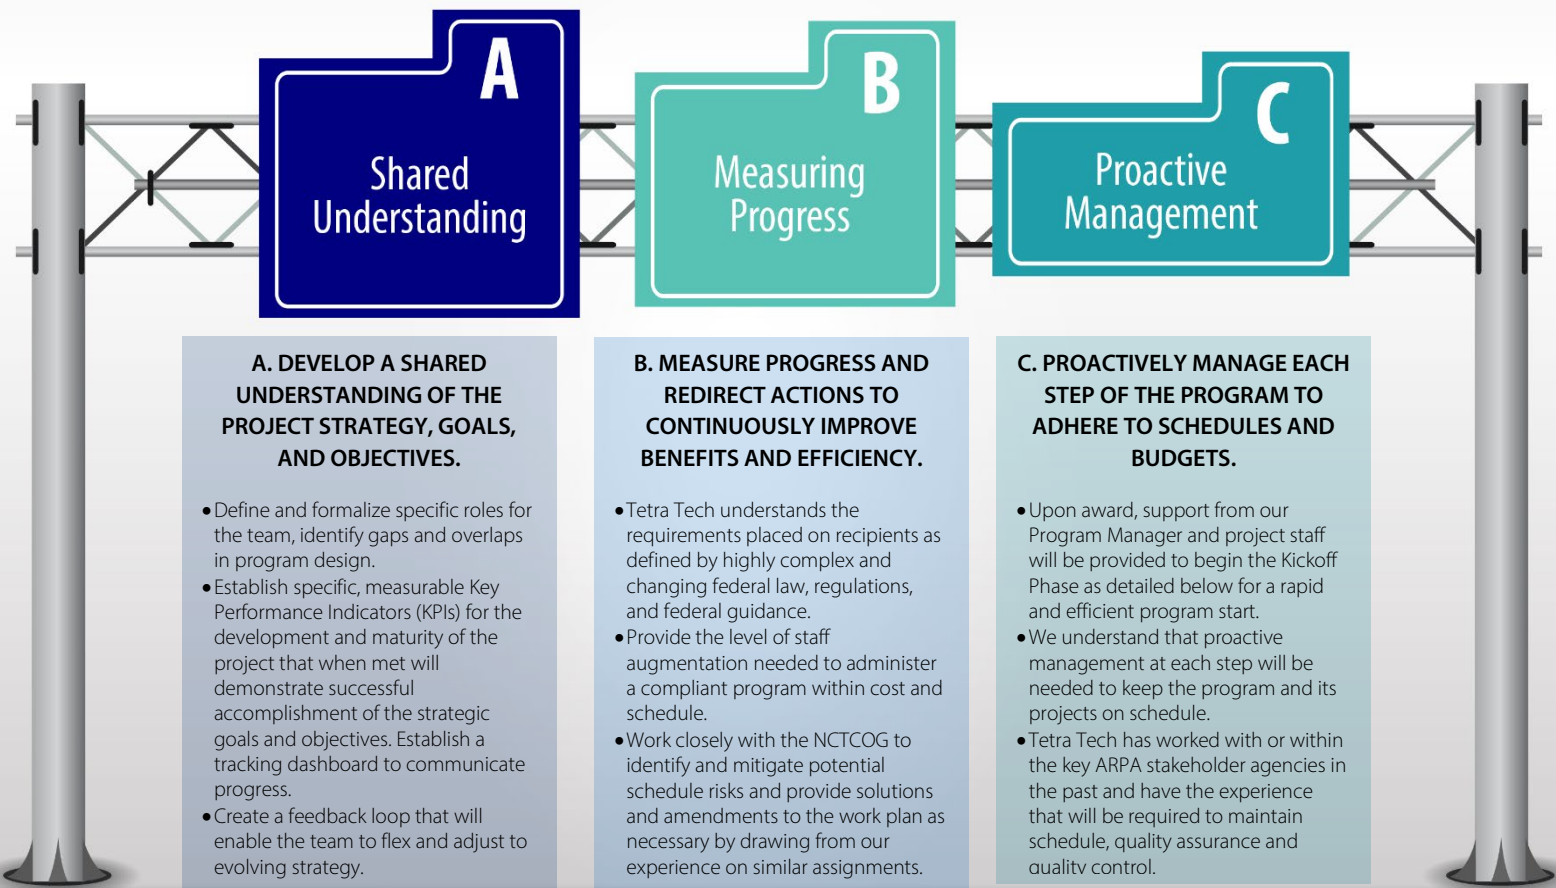 A
Shared
Understanding
B
Measuring
Progress
C
Proactive
Management
A. DEVELOP A SHARED
UNDERSTANDING OF THE
PROJECT STRATEGY, GOALS,
AND OBJECTIVES.
• Define and formalize specific roles for
the team, identify gaps and overlaps
in program design.
• Establish specific, measurable Key
Performance Indicators (KPIs) for the
development and maturity of the
project that when met will
demonstrate successful
accomplishment of the strategic
goals and objectives. Establish a
tracking dashboard to communicate
progress.
• Create a feedback loop that will
enable the team to flex and adjust to
evolving strategy.
B. MEASURE PROGRESS AND
REDIRECT ACTIONS TO
CONTINUOUSLY IMPROVE
BENEFITS AND EFFICIENCY.
• Tetra Tech understands the
requirements placed on recipients as
defined by highly complex and
changing federal law, regulations,
and federal guidance.
• Provide the level of staff
augmentation needed to administer
a compliant program within cost and
schedule.
• Work closely with the NCTCOG to
identify and mitigate potential
schedule risks and provide solutions
and amendments to the work plan as
necessary by drawing from our
experience on similar assignments.
C. PROACTIVELY MANAGE EACH
STEP OF THE PROGRAM TO
ADHERE TO SCHEDULES AND
BUDGETS.
• Upon award, support from our
Program Manager and project staff
will be provided to begin the Kickoff
Phase as detailed below for a rapid
and efficient program start.
• We understand that proactive
management at each step will be
needed to keep the program and its
projects on schedule.
• Tetra Tech has worked with or within
the key ARPA stakeholder agencies in
the past and have the experience
that will be required to maintain
schedule, quality assurance and
quality control.